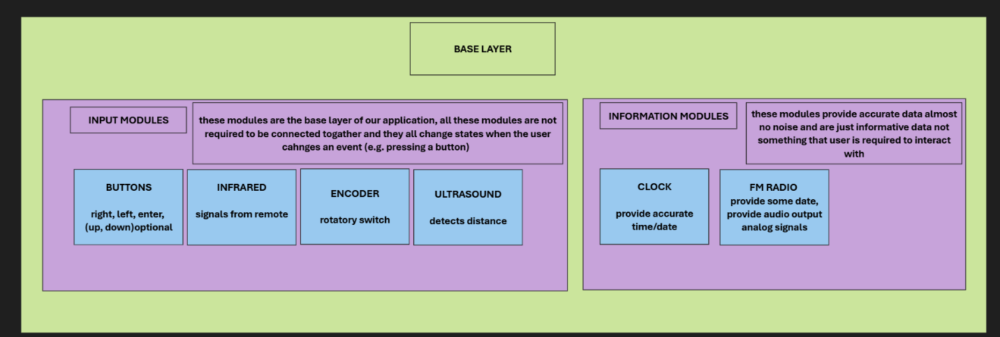 BASE LAYER
INPUT MODULES
these modules are the base layer of our application, all these modules are not
required to be connected togather and they all change states when the user
cahnges an event (e.g. pressing a button)
BUTTONS
right, left, enter,
(up, down)optional
INFRARED
signals from remote
ENCODER
rotatory switch
ULTRASOUND
detects distance
INFORMATION MODULES
these modules provide accurate data almost
no noise and are just informative data not
something that user is required to interact
with
CLOCK
provide accurate
time/date
FM RADIO
provide some date,
provide audio output
analog signals